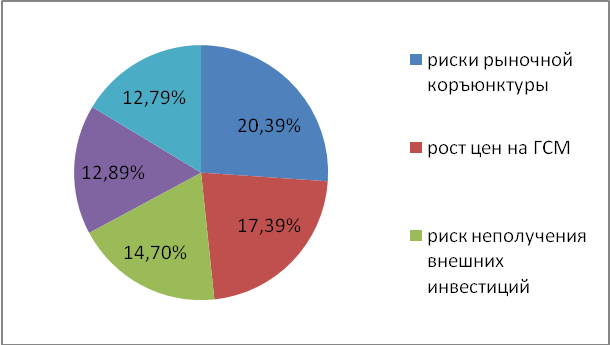 20,39%
17,39%
14,70%
12,89%
12,79%
риски рыночной
коръюнктуры
рост цен на ГСМ
риск неполучения
внешних
инвестиций